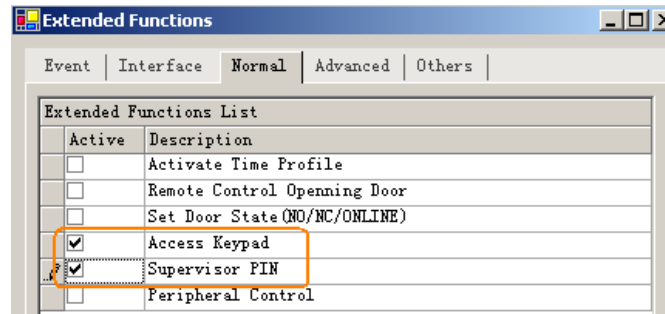 Extended Functions
Event Interface Normal Advanced Others
Extended Functions List
Active Description
Activate Time Profile
Remote Control Openning Door
Set Door State(NO/NC/ONLINE)
Access Keypad
Supervisor PIN
Peripheral Control